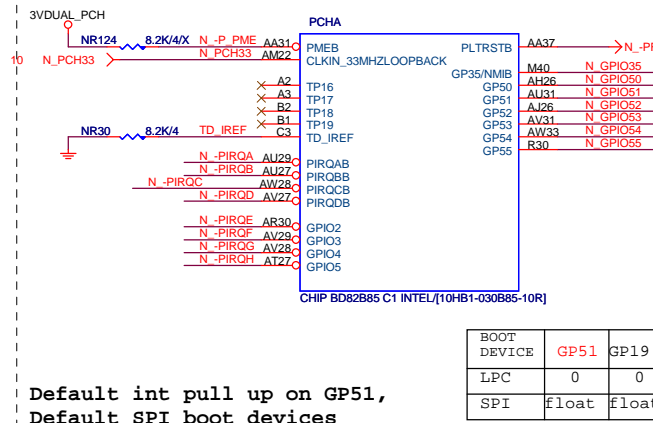 3VDUAL_PCH
PCHA
NR124 8.2K/4/X N_-P_PME AA31 PMEB PLTRSTB AA37
10 N_PCH33 N_PCH33 AM22 CLKIN_33MHZLOOPBACK
GP35/NMIB M40 N_GPIO35
A2 TP16 GP50 AH26 N_GPIO50
A3 TP17 GP51 AU31 N_GPIO51
B2 TP18 GP52 AJ26 N_GPIO52
B1 TP19 GP53 AV31 N_GPIO53
NR30 8.2K/4 TD_IREF C3 TD_IREF GP54 AW33 N_GPIO54
GP55 R30 N_GPIO55
N_-PIRQA AU29 PIRQAB
N_-PIRQB AU27 PIRQBB
N_-PIRQC AW28 PIRQCB
N_-PIRQD AV27 PIRQDB
N_-PIRQE AR30 GPIO2
N_-PIRQF AV29 GPIO3
N_-PIRQG AV28 GPIO4
N_-PIRQH AT27 GPIO5
CHIP BD82B85 C1 INTEL/[10HB1-030B85-10R]
BOOT
DEVICE GP51 GP19
LPC 0 0
SPI float float
Default int pull up on GP51,
Default SPI boot devices